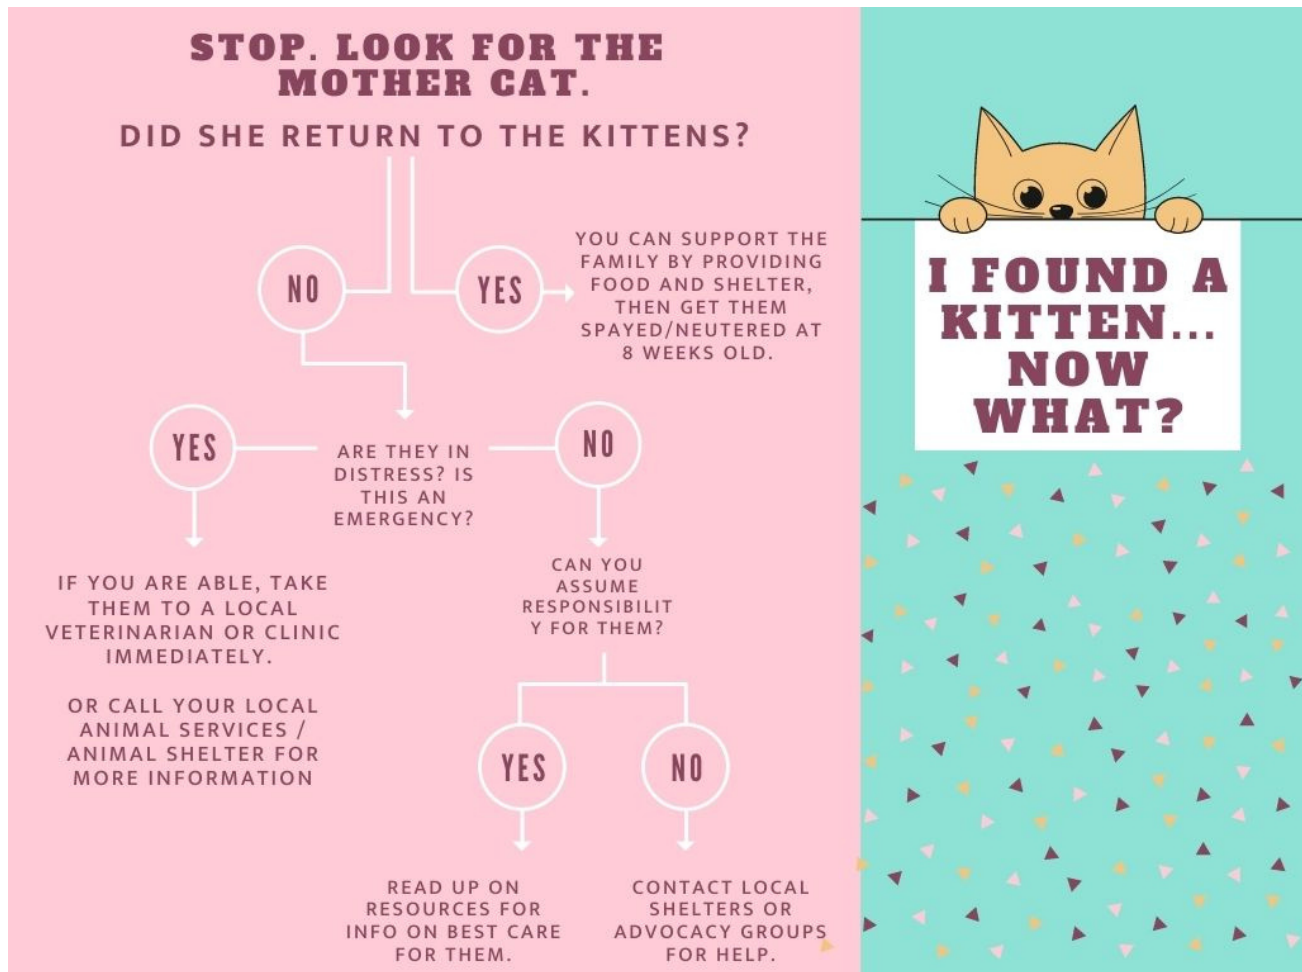 STOP. LOOK FOR THE
MOTHER CAT.
DID SHE RETURN TO THE KITTENS?
NO
YES
YOU CAN SUPPORT THE
FAMILY BY PROVIDING
FOOD AND SHELTER,
THEN GET THEM
SPAYED/NEUTERED AT
8 WEEKS OLD.
YES
ARE THEY IN
DISTRESS? IS
THIS AN
EMERGENCY?
NO
IF YOU ARE ABLE, TAKE
THEM TO A LOCAL
VETERINARIAN OR CLINIC
IMMEDIATELY.
OR CALL YOUR LOCAL
ANIMAL SERVICES /
ANIMAL SHELTER FOR
MORE INFORMATION
CAN YOU
ASSUME
RESPONSIBILIT
Y FOR THEM?
YES
NO
READ UP ON
RESOURCES FOR
INFO ON BEST CARE
FOR THEM.
CONTACT LOCAL
SHELTERS OR
ADVOCACY GROUPS
FOR HELP.
I FOUND A
KITTEN...
NOW
WHAT?